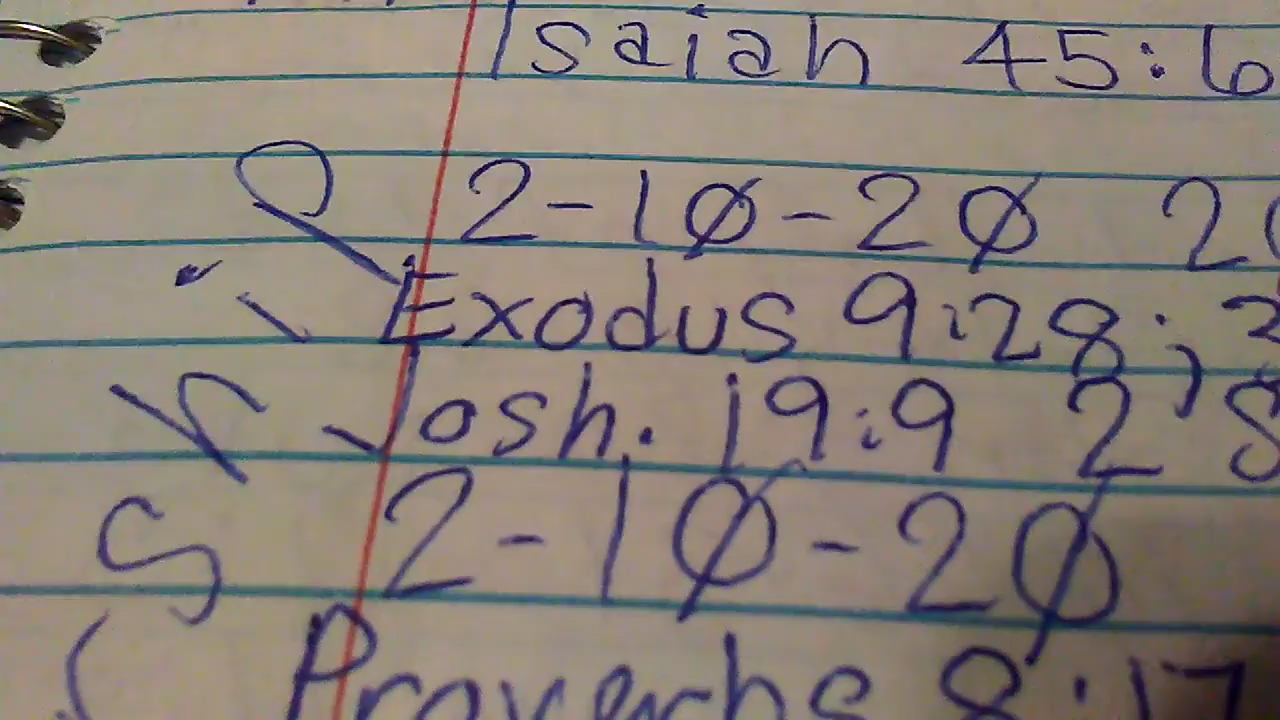 Isaiah 45:6
2-10-20
Exodus 9:28;
Josh. 19:9 2
2-10-20
Proverbs 8:17